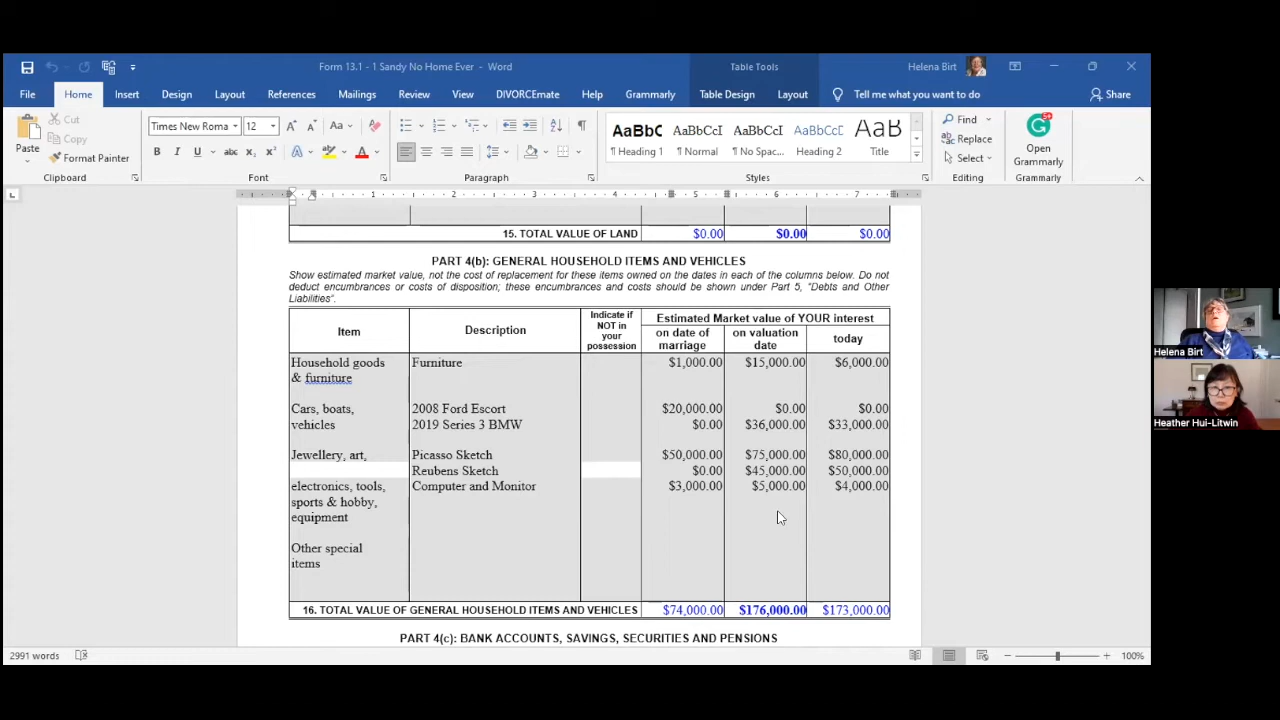 Form 13.1 - 1 Sandy No Home Ever - Word
Table Tools
Helena Birt
File Home Insert Design Layout References Mailings Review View DIVORCEmate Help Grammarly Table Design Layout Tell me what you want to do Share
Paste
Cut
Copy
Format Painter
Clipboard
Times New Roma 12
Font
Paragraph
AaBbC AaBbCcI AaBbCcI AaBbCcI AaB
¶ Heading 1 ¶ Normal ¶ No Spac... Heading 2 Title
Styles
Find
Replace
Select
Editing
Open
Grammarly
Grammarly
1 2 3 4 5 6 7
15. TOTAL VALUE OF LAND $0.00 $0.00 $0.00
PART 4(b): GENERAL HOUSEHOLD ITEMS AND VEHICLES
Show estimated market value, not the cost of replacement for these items owned on the dates in each of the columns below. Do not
deduct encumbrances or costs of disposition; these encumbrances and costs should be shown under Part 5, "Debts and Other
Liabilities".
Item
Description
Indicate if
NOT in
your
possession
Estimated Market value of YOUR interest
on date of
marriage
on valuation
date
today
Household goods Furniture $1,000.00 $15,000.00 $6,000.00
& furniture
Cars, boats, 2008 Ford Escort $20,000.00 $0.00 $0.00
vehicles 2019 Series 3 BMW $0.00 $36,000.00 $33,000.00
Jewellery, art, Picasso Sketch $50,000.00 $75,000.00 $80,000.00
Reubens Sketch $0.00 $45,000.00 $50,000.00
electronics, tools, Computer and Monitor $3,000.00 $5,000.00 $4,000.00
sports & hobby,
equipment
Other special
items
16. TOTAL VALUE OF GENERAL HOUSEHOLD ITEMS AND VEHICLES $74,000.00 $176,000.00 $173,000.00
PART 4(c): BANK ACCOUNTS, SAVINGS, SECURITIES AND PENSIONS
2991 words
100%
Helena Birt
Heather Hui-Litwin